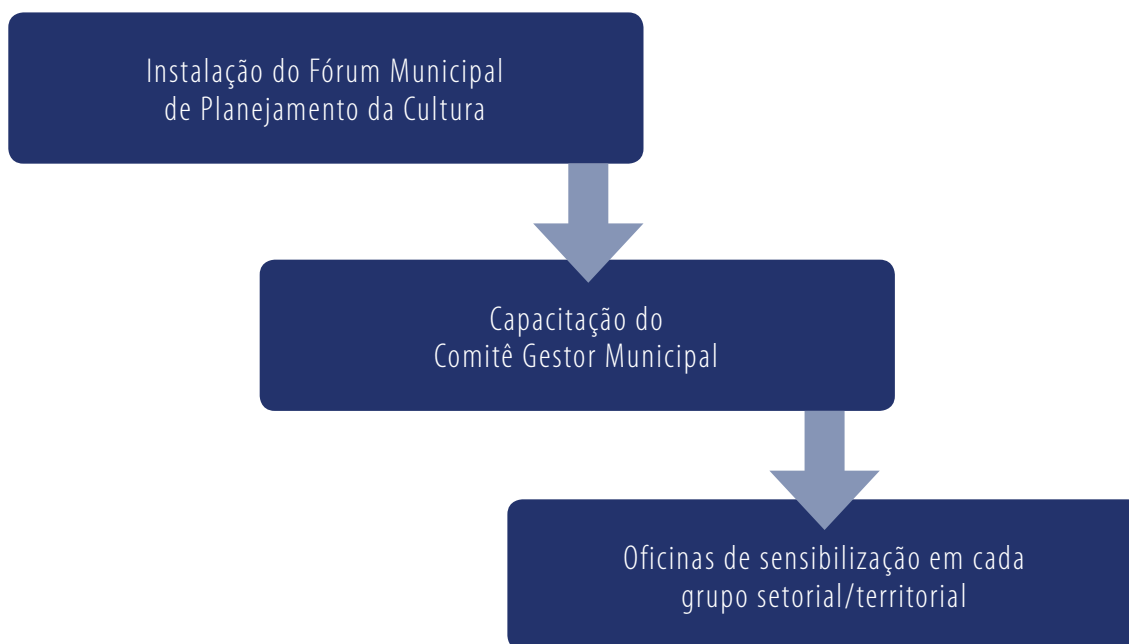 Instalação do Fórum Municipal
de Planejamento da Cultura
Capacitação do
Comitê Gestor Municipal
Oficinas de sensibilização em cada
grupo setorial/territorial